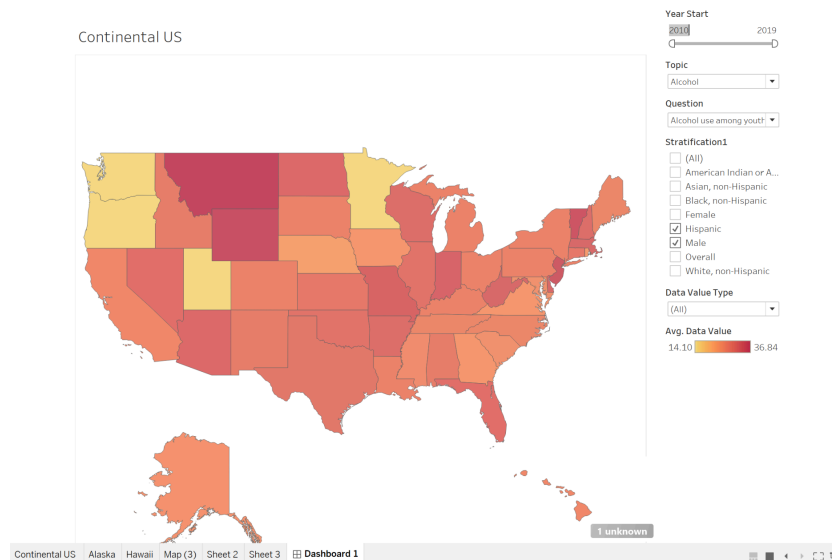 Continental US
Year Start
2010 2019
Topic
Alcohol
Question
Alcohol use among youth
Stratification1
(All)
American Indian or A...
Asian, non-Hispanic
Black, non-Hispanic
Female
Hispanic
Male
Overall
White, non-Hispanic
Data Value Type
(All)
Avg. Data Value
14.10 36.84
1 unknown
Continental US Alaska Hawaii Map (3) Sheet 2 Sheet 3 Dashboard 1